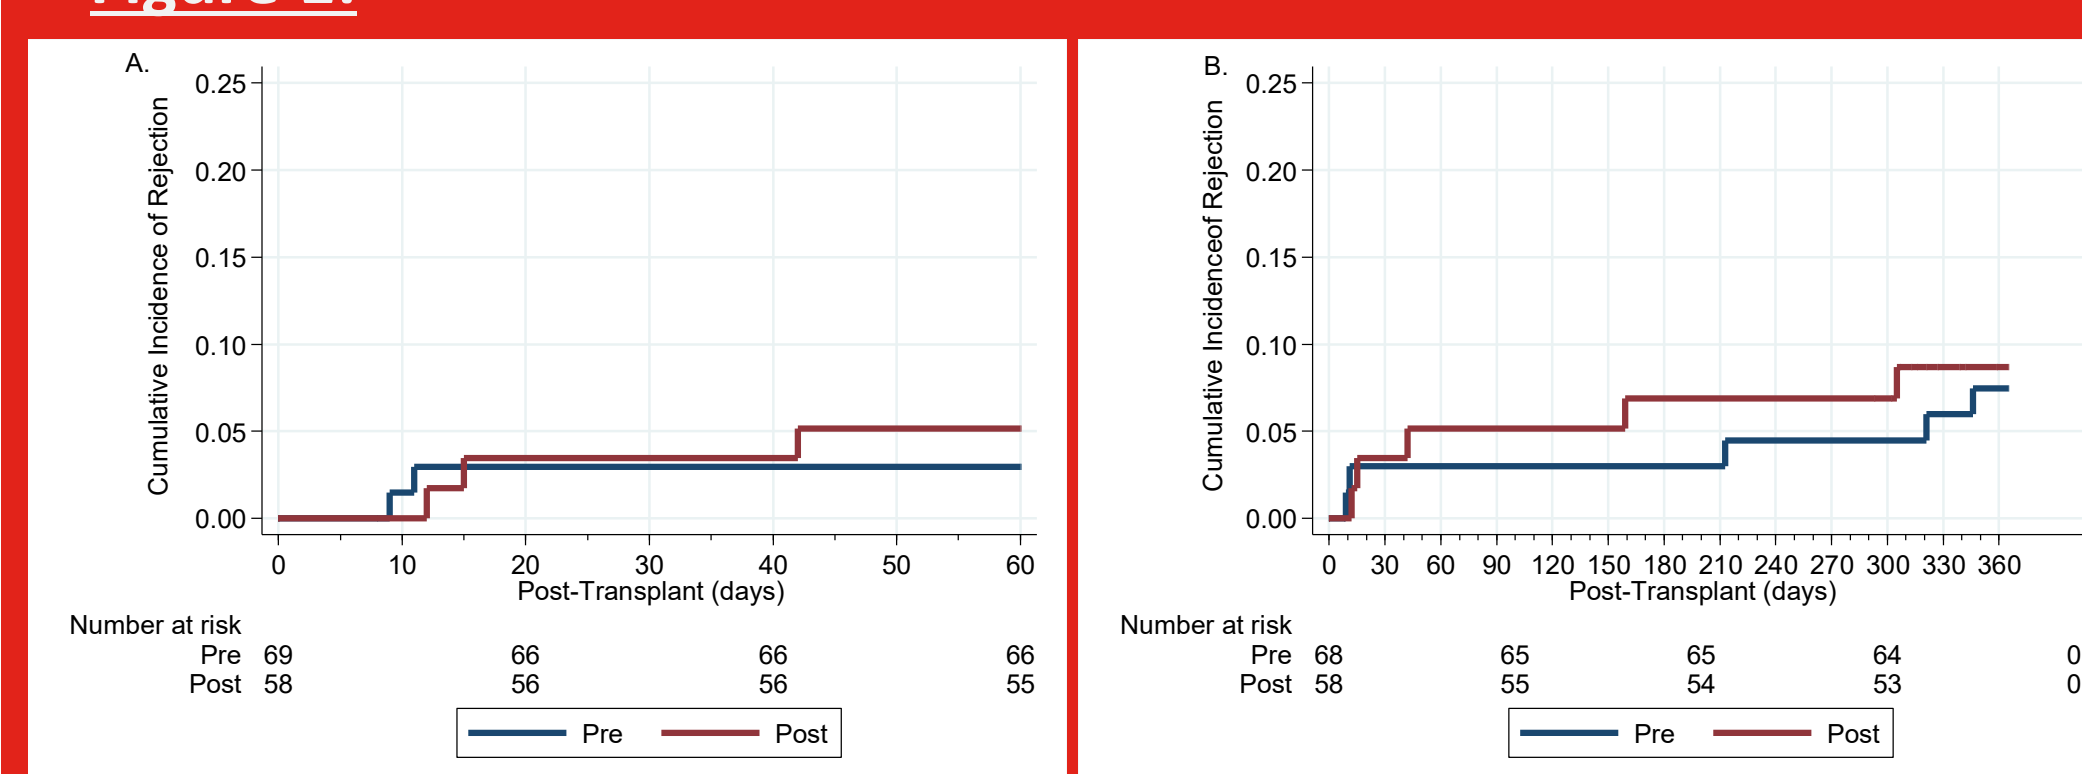 A.
Cumulative Incidence of Rejection
0.25
0.20
0.15
0.10
0.05
0.00
0 10 20 30 40 50 60
Post-Transplant (days)
Number at risk
Pre 69 66 66 66
Post 58 56 56 55
Pre Post
B.
Cumulative Incidenceof Rejection
0.25
0.20
0.15
0.10
0.05
0.00
0 30 60 90 120 150 180 210 240 270 300 330 360
Post-Transplant (days)
Number at risk
Pre 68 65 65 64 0
Post 58 55 54 53 0
Pre Post